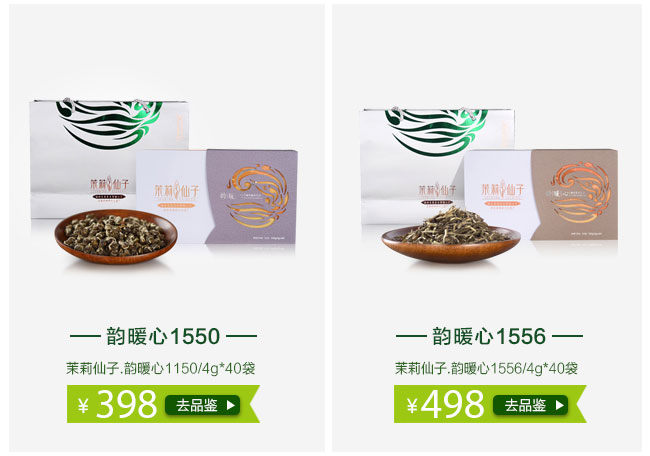 茉莉仙子
茉莉仙子
韵暖心1550
茉莉仙子.韵暖心1150/4g*40袋
¥ 398 去品鉴
茉莉仙子
茉莉仙子
韵暖心1556
茉莉仙子.韵暖心1556/4g*40袋
¥ 498 去品鉴